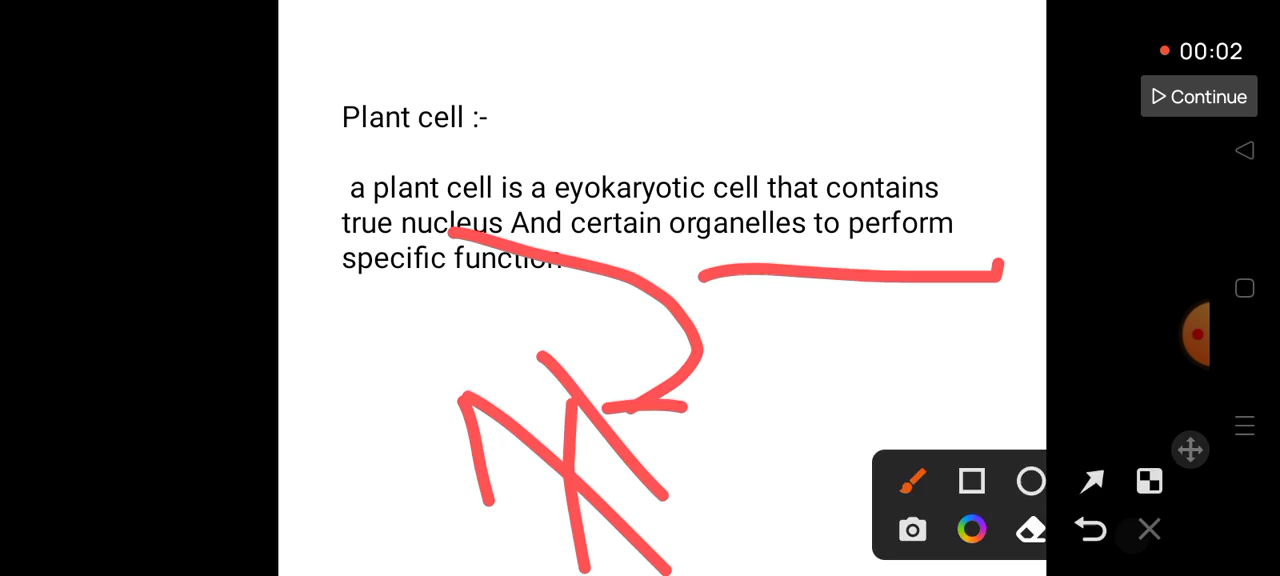 00:02
Continue
Plant cell :-
a plant cell is a eyokaryotic cell that contains
true nucleus And certain organelles to perform
specific function